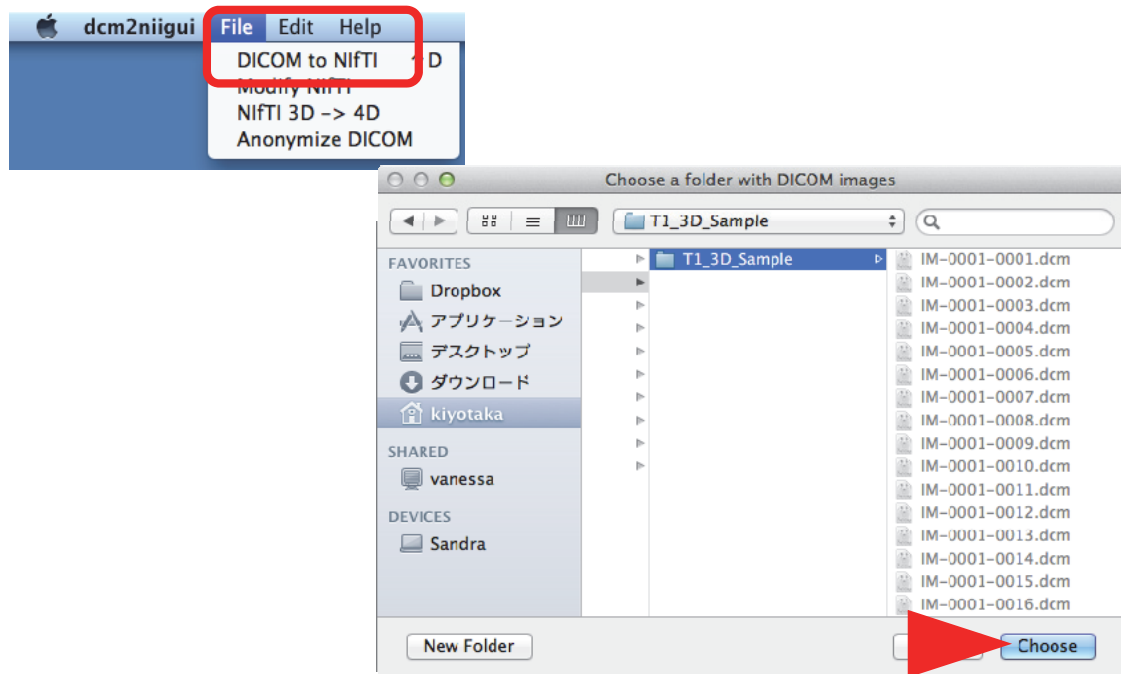 dcm2niigui File Edit Help
DICOM to NIfTI ^ D
Modify NIfTI
NIfTI 3D -> 4D
Anonymize DICOM
Choose a folder with DICOM images
T1_3D_Sample
FAVORITES
Dropbox
アプリケーション
デスクトップ
ダウンロード
kiyotaka
SHARED
vanessa
DEVICES
Sandra
T1_3D_Sample
IM-0001-0001.dcm
IM-0001-0002.dcm
IM-0001-0003.dcm
IM-0001-0004.dcm
IM-0001-0005.dcm
IM-0001-0006.dcm
IM-0001-0007.dcm
IM-0001-0008.dcm
IM-0001-0009.dcm
IM-0001-0010.dcm
IM-0001-0011.dcm
IM-0001-0012.dcm
IM-0001-0013.dcm
IM-0001-0014.dcm
IM-0001-0015.dcm
IM-0001-0016.dcm
New Folder
Choose